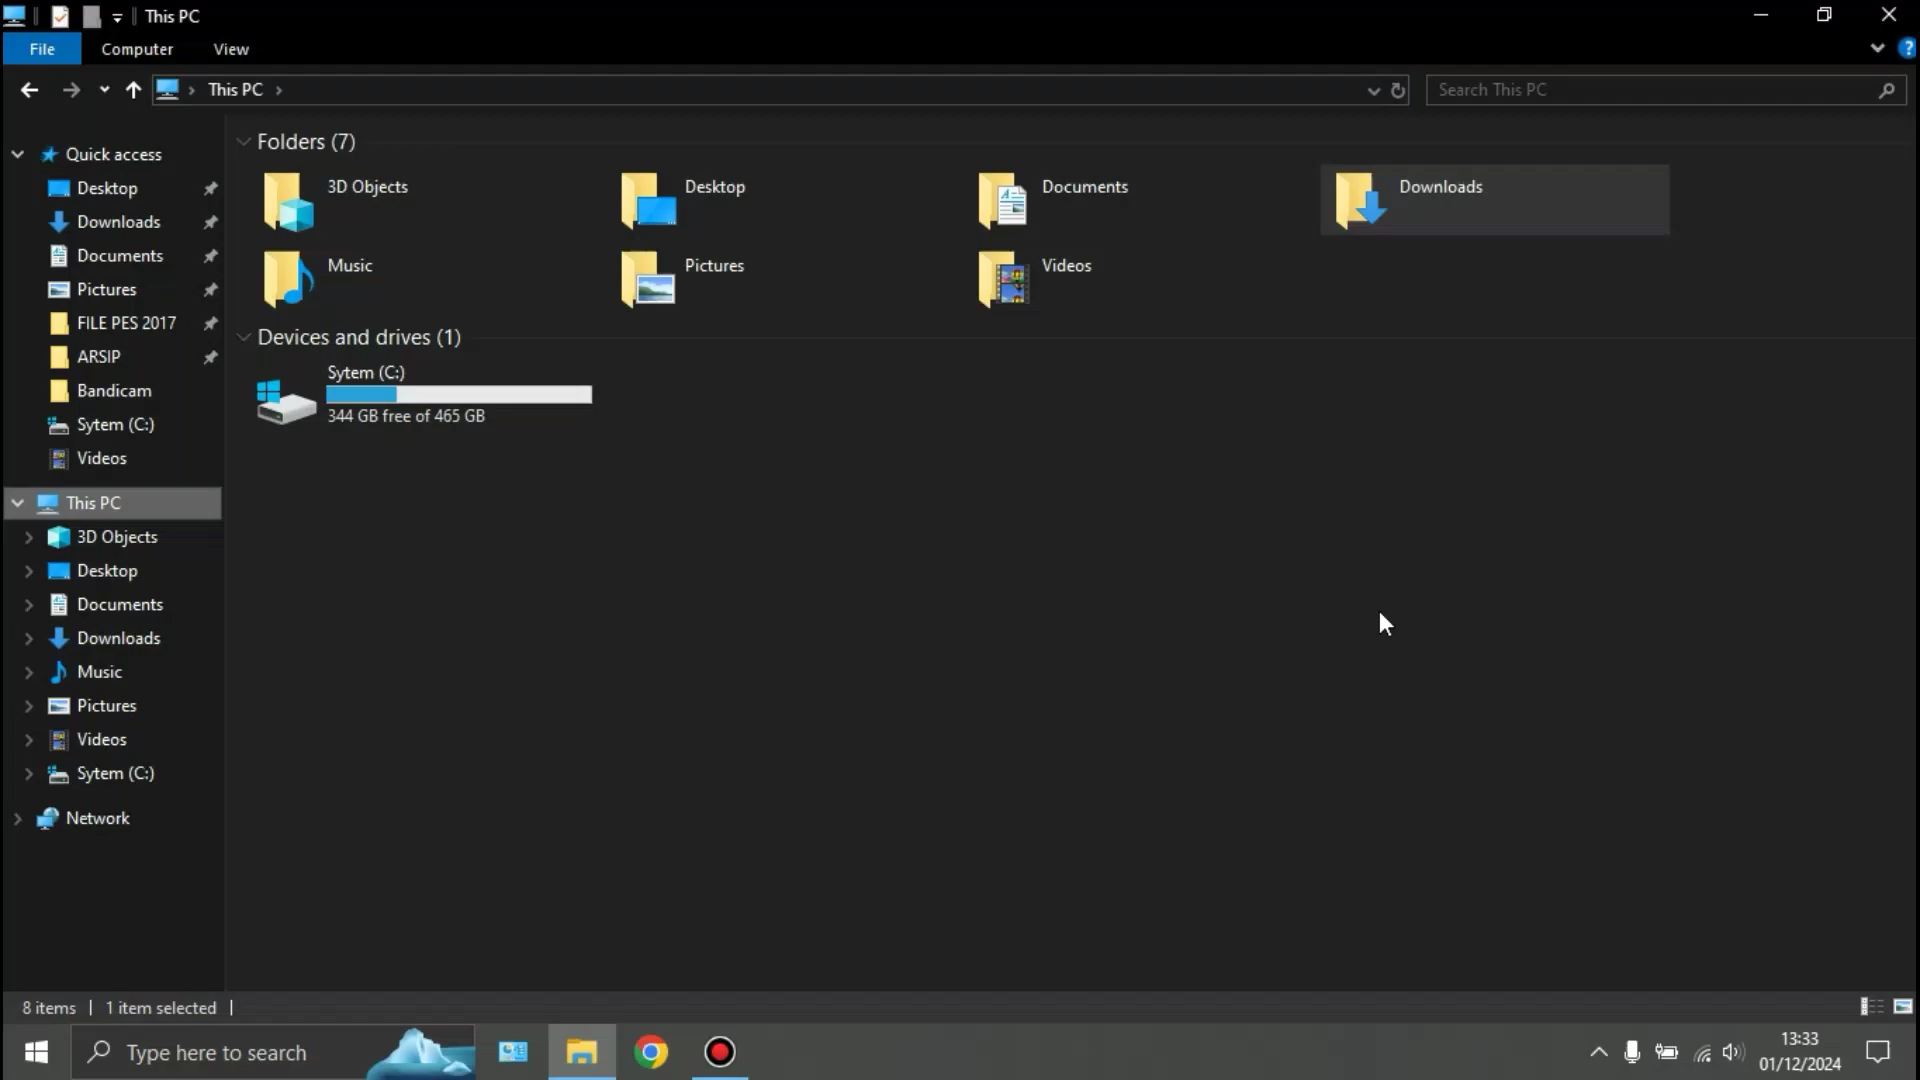 This PC
File Computer View
This PC
Search This PC
Quick access
Desktop
Downloads
Documents
Pictures
FILE PES 2017
ARSIP
Bandicam
Sytem (C:)
Videos
This PC
3D Objects
Desktop
Documents
Downloads
Music
Pictures
Videos
Sytem (C:)
Network
Folders (7)
3D Objects
Desktop
Documents
Downloads
Music
Pictures
Videos
Devices and drives (1)
Sytem (C:)
344 GB free of 465 GB
8 items
1 item selected
Type here to search
13:33
01/12/2024